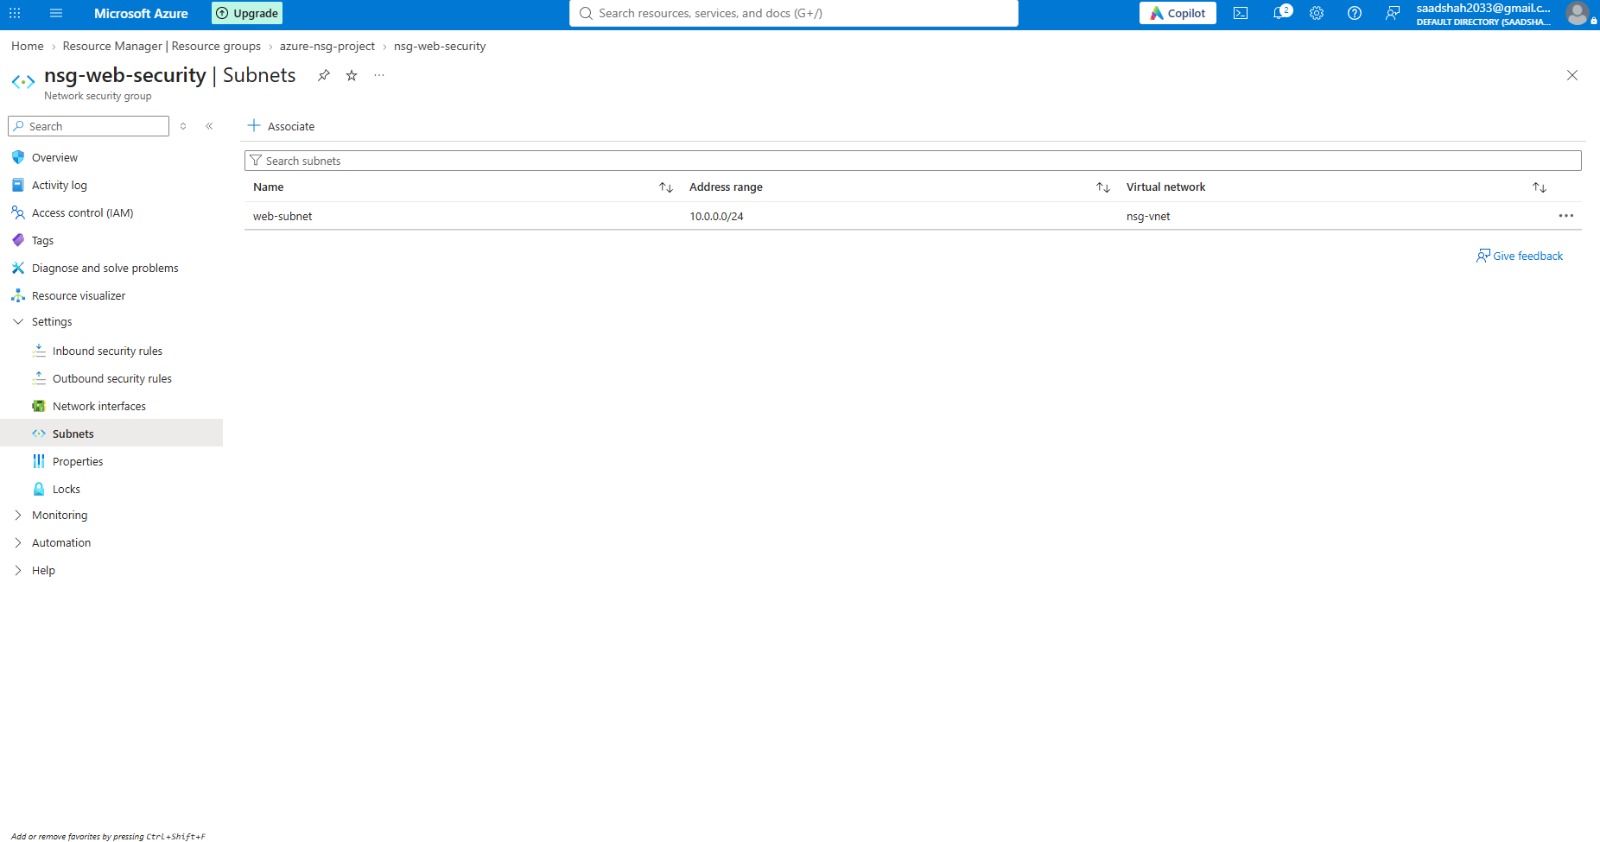 Microsoft Azure
Upgrade
Search resources, services, and docs (G+/)
Copilot
2
saadshah2033@gmail.c...
DEFAULT DIRECTORY (SAADSHA...
Home > Resource Manager | Resource groups > azure-nsg-project > nsg-web-security
nsg-web-security | Subnets
Network security group
Search
Associate
Search subnets
Name Address range Virtual network
web-subnet 10.0.0.0/24 nsg-vnet
Give feedback
Overview
Activity log
Access control (IAM)
Tags
Diagnose and solve problems
Resource visualizer
Settings
Inbound security rules
Outbound security rules
Network interfaces
Subnets
Properties
Locks
Monitoring
Automation
Help
Add or remove favorites by pressing Ctrl+Shift+F